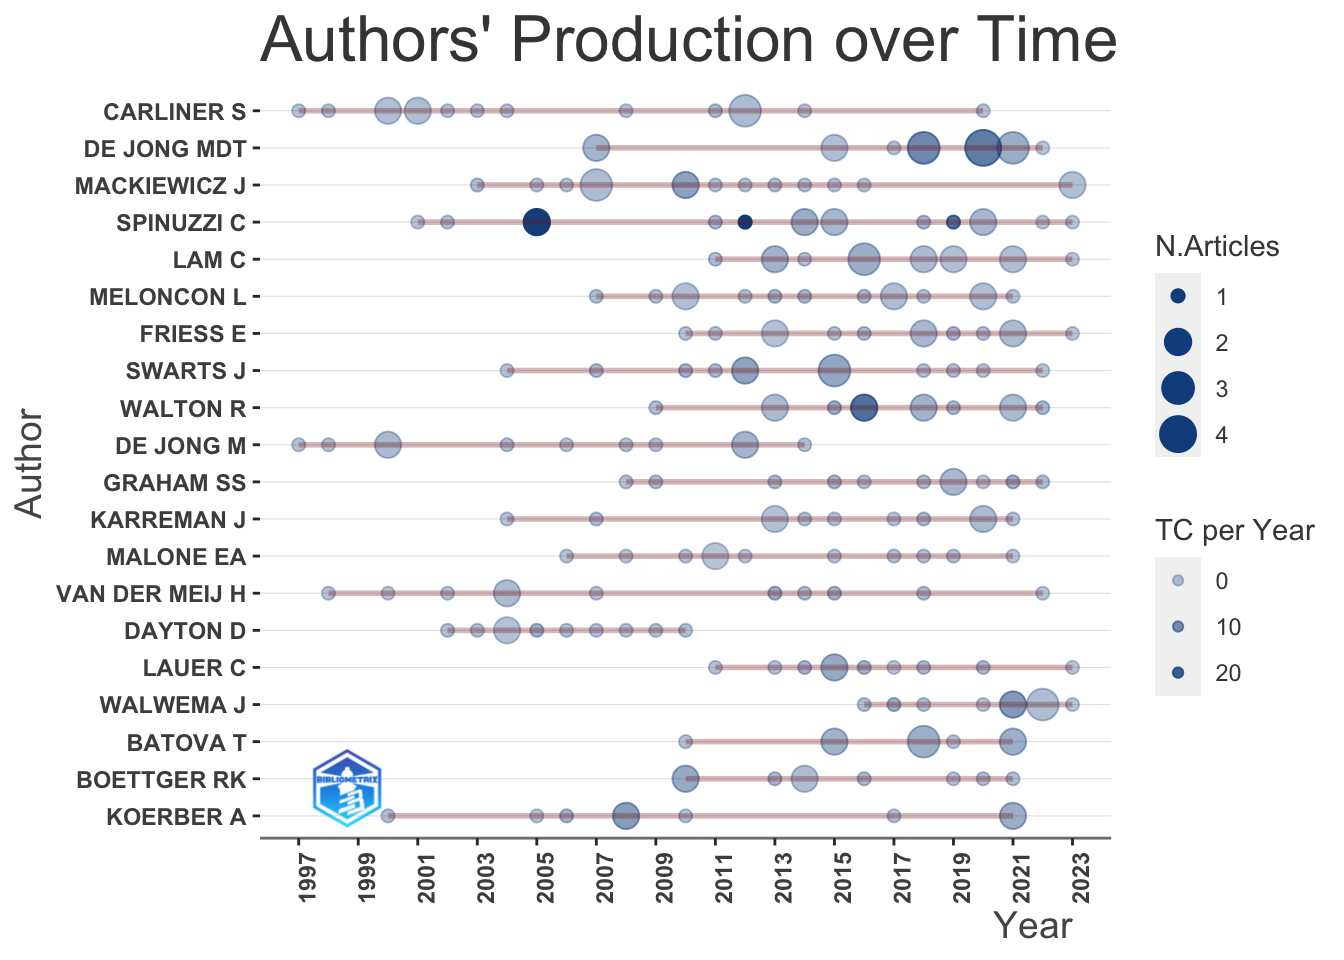 Authors' Production over Time
CARLINER S
DE JONG MDT
MACKIEWICZ J
SPINUZZI C
LAM C
MELONCON L
FRIESS E
SWARTS J
WALTON R
DE JONG M
GRAHAM SS
KARREMAN J
MALONE EA
VAN DER MEIJ H
DAYTON D
LAUER C
WALWEMA J
BATOVA T
BOETTGER RK
KOERBER A
Author
BIBLIOMETRIX
1997 1999 2001 2003 2005 2007 2009 2011 2013 2015 2017 2019 2021 2023
Year
N.Articles
1
2
3
4
TC per Year
0
10
20